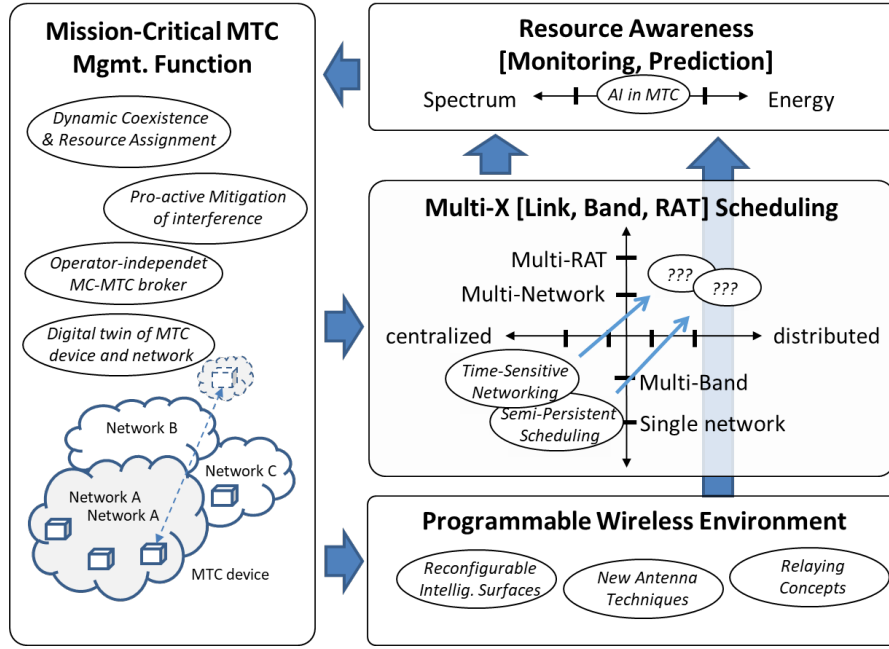 Mission-Critical MTC
Mgmt. Function
Dynamic Coexistence
& Resource Assignment
Pro-active Mitigation
of interference
Operator-independet
MC-MTC broker
Digital twin of MTC
device and network
Network B
Network C
Network A
Network A
MTC device
Resource Awareness
[Monitoring, Prediction]
Spectrum
AI in MTC
Energy
Multi-X [Link, Band, RAT] Scheduling
Multi-RAT
???
???
Multi-Network
centralized
distributed
Time-Sensitive
Networking
Multi-Band
Semi-Persistent
Scheduling
Single network
Programmable Wireless Environment
Reconfigurable
Intellig. Surfaces
New Antenna
Techniques
Relaying
Concepts